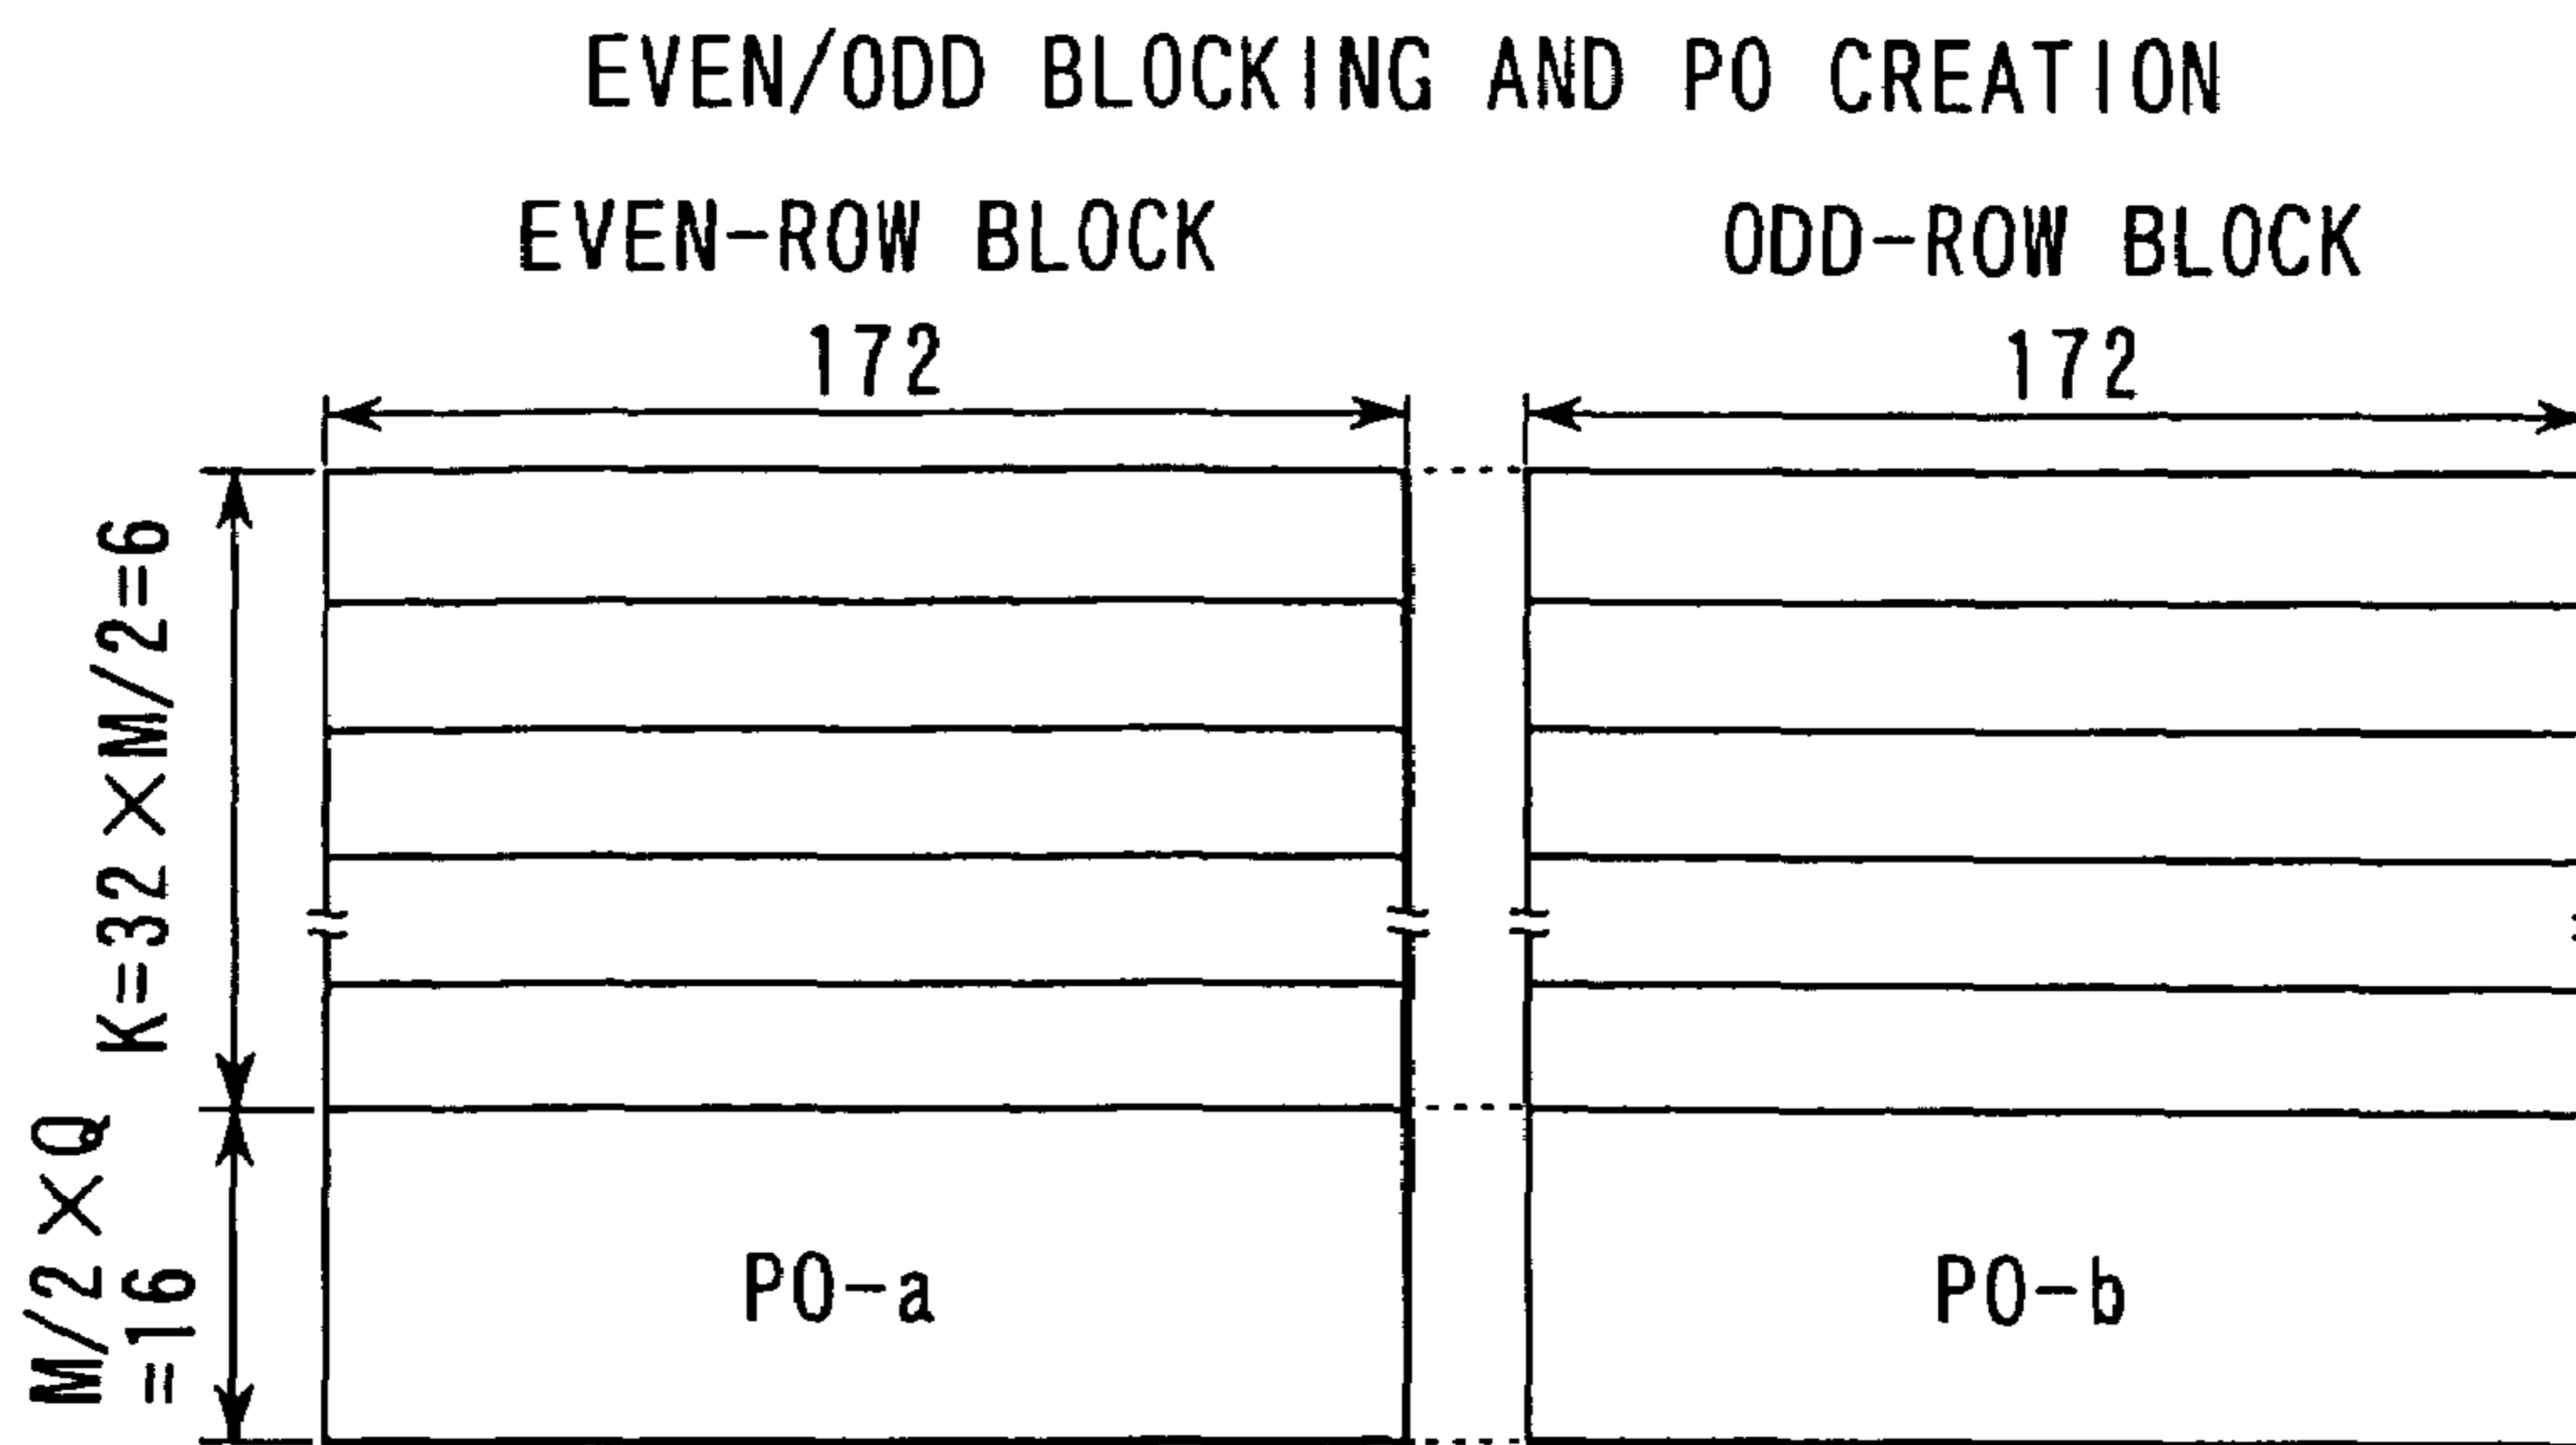 EVEN/ODD BLOCKING AND PO CREATION
EVEN-ROW BLOCK
ODD-ROW BLOCK
172
172
K=32×M/2=6
M/2×Q
=16
PO-a
PO-b